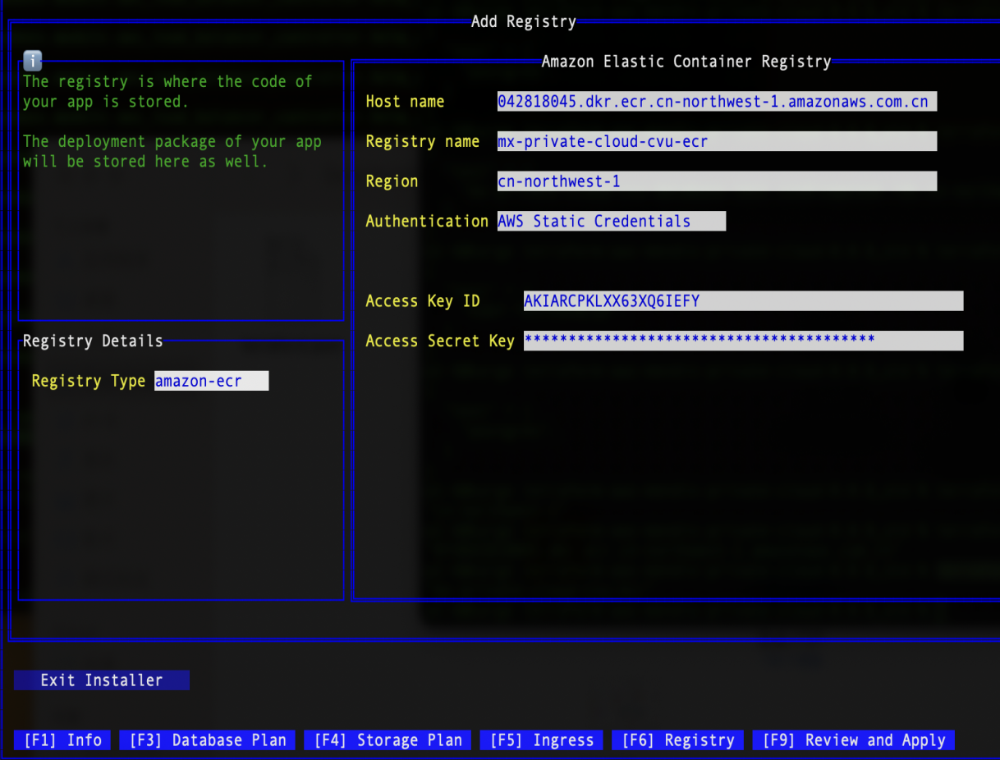 Add Registry
i
The registry is where the code of
your app is stored.
The deployment package of your app
will be stored here as well.
Registry Details
Registry Type amazon-ecr
Amazon Elastic Container Registry
Host name 042818045.dkr.ecr.cn-northwest-1.amazonaws.com.cn
Registry name mx-private-cloud-cvu-ecr
Region cn-northwest-1
Authentication AWS Static Credentials
Access Key ID AKIARCPKLXX63XQ6IEFY
Access Secret Key ****************************************
Exit Installer
[F1] Info [F3] Database Plan [F4] Storage Plan [F5] Ingress [F6] Registry [F9] Review and Apply